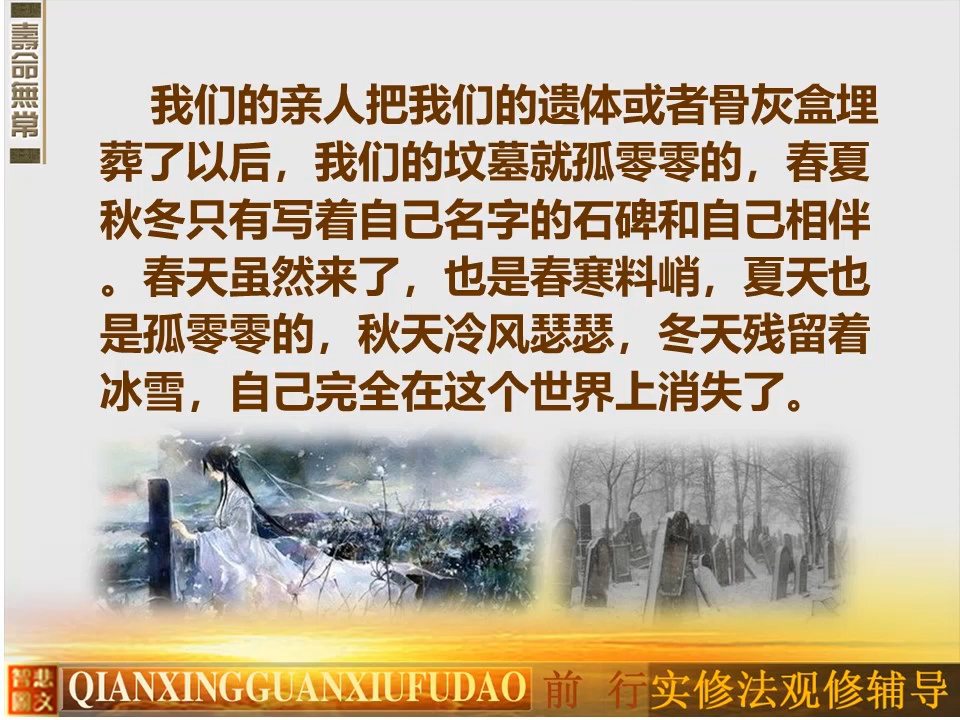 壽命無常
我们的亲人把我们的遗体或者骨灰盒埋
葬了以后，我们的坟墓就孤零零的，春夏
秋冬只有写着自己名字的石碑和自己相伴
。春天虽然来了，也是春寒料峭，夏天也
是孤零零的，秋天冷风瑟瑟，冬天残留着
冰雪，自己完全在这个世界上消失了。
智悲
QIANXINGGUANXIUFUDAO 前 行实修法观修辅导